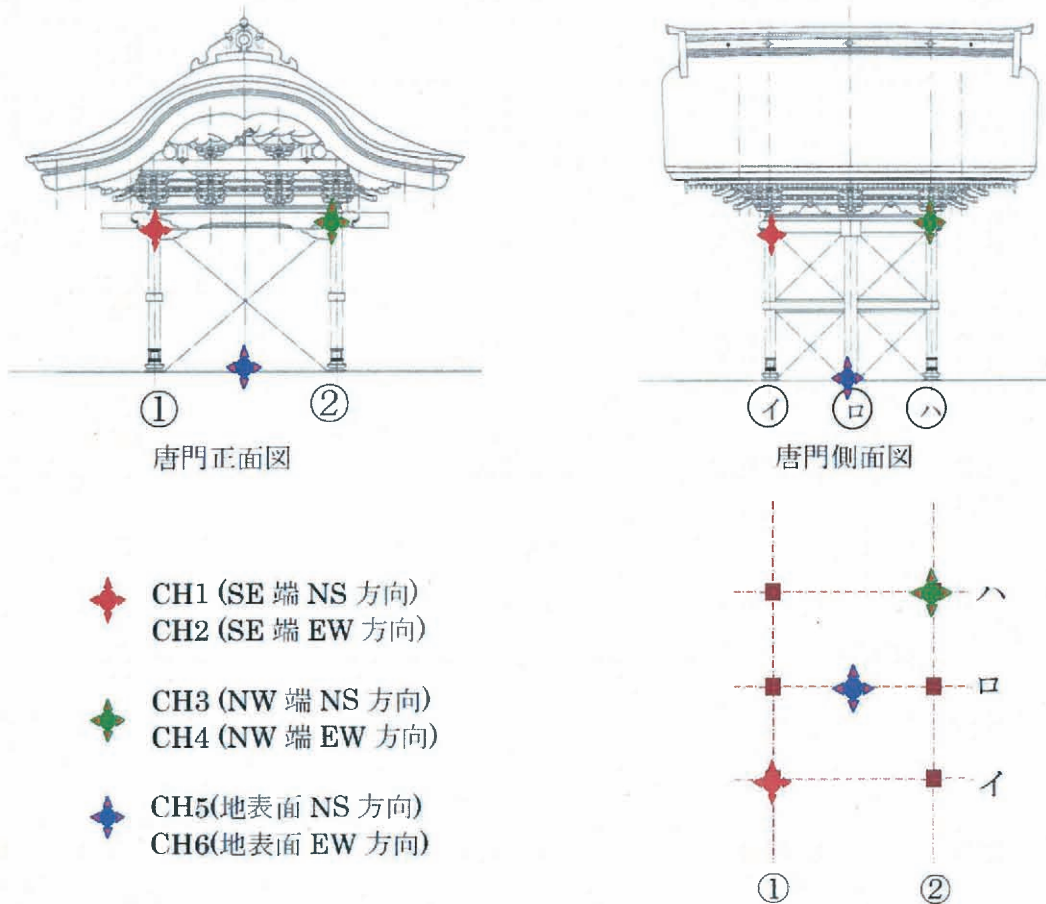 ① ②
唐門正面図
イ ロ ハ
唐門側面図
CH1 (SE 端 NS 方向)
CH2 (SE 端 EW 方向)
CH3 (NW 端 NS 方向)
CH4 (NW 端 EW 方向)
CH5(地表面 NS 方向)
CH6(地表面 EW 方向)
ハ
ロ
イ
① ②